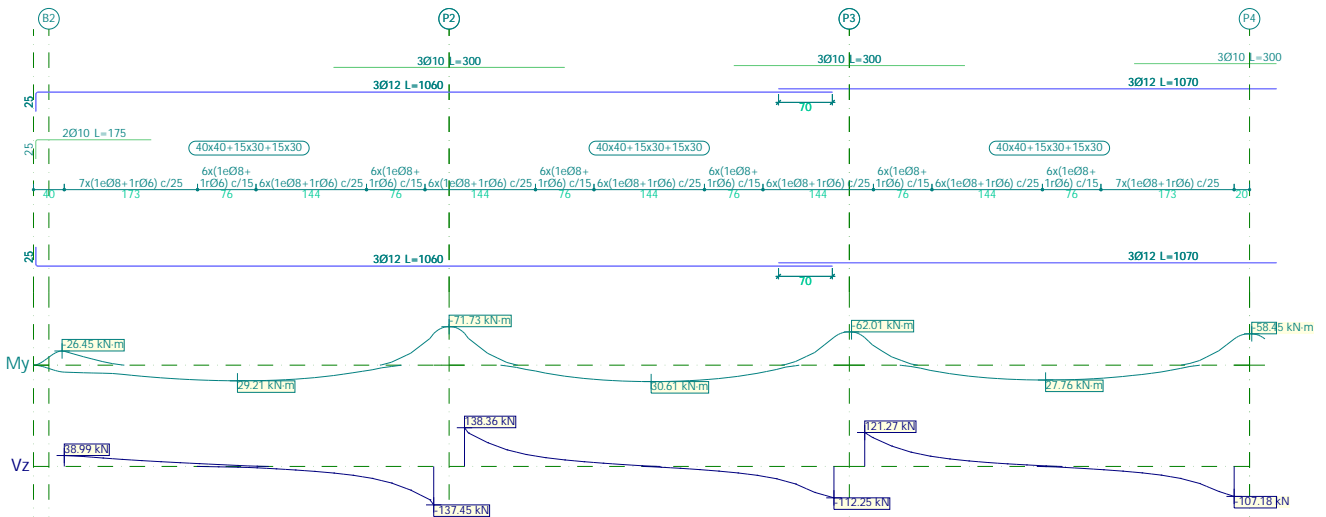 B2 P2 P3 P4
3Ø10 L=300 3Ø10 L=300 3Ø10 L=300
3Ø12 L=1060 3Ø12 L=1070
25
70
2Ø10 L=175
25
40x40+15x30+15x30 40x40+15x30+15x30 40x40+15x30+15x30
6x(1eØ8+ 6x(1eØ8+ 6x(1eØ8+ 6x(1eØ8+ 6x(1eØ8+ 6x(1eØ8+
7x(1eØ8+1rØ6) c/25 1rØ6) c/15 6x(1eØ8+1rØ6) c/25 1rØ6) c/15 6x(1eØ8+1rØ6) c/25 1rØ6) c/15 6x(1eØ8+1rØ6) c/25 1rØ6) c/15 6x(1eØ8+1rØ6) c/25 1rØ6) c/15 6x(1eØ8+1rØ6) c/25 1rØ6) c/15 7x(1eØ8+1rØ6) c/25
40 173 76 144 76 144 76 144 76 144 76 144 76 173 20
25
3Ø12 L=1060 3Ø12 L=1070
70
-71.73 kN·m
-62.01 kN·m
-58.45 kN·m
-26.45 kN·m
My
29.21 kN·m 30.61 kN·m 27.76 kN·m
138.36 kN
121.27 kN
38.99 kN
Vz
-112.25 kN
-107.18 kN
-137.45 kN